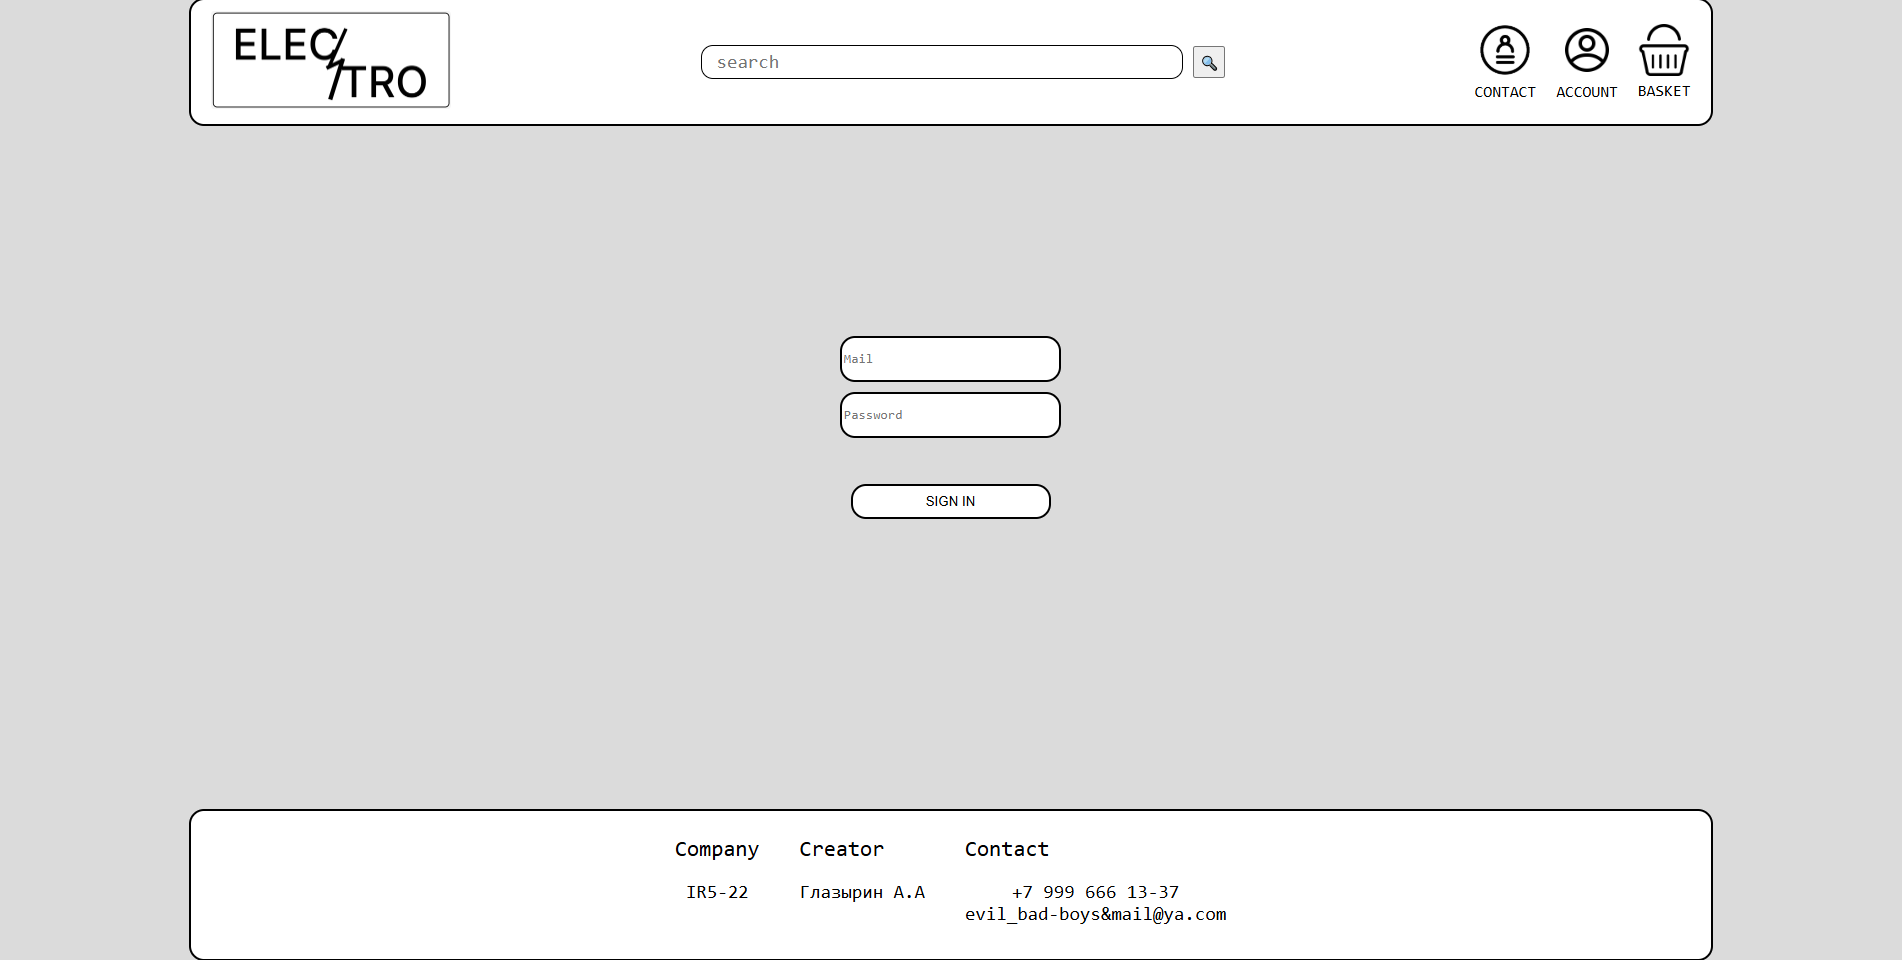 ELEC
TRO
search
CONTACT
ACCOUNT
BASKET
Mail
Password
SIGN IN
Company
Creator
Contact
IR5-22
Глазырин А.А
+7 999 666 13-37
evil_bad-boys&mail@ya.com